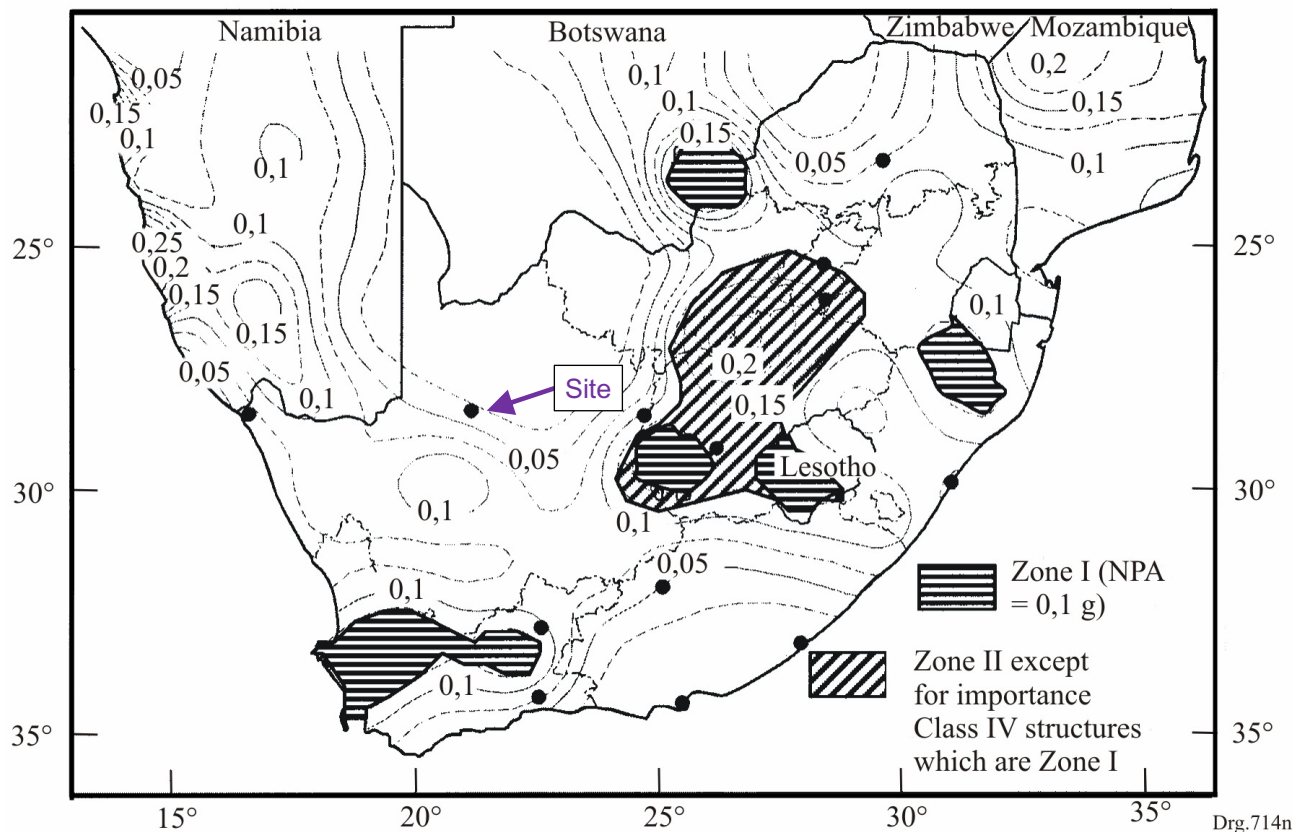 Namibia
Botswana
Zimbabwe
Mozambique
0,05
0,15
0,1
0,1
0,1
0,1
0,15
0,05
0,2
0,15
0,1
0,1
25°
25°
0,25
0,2
0,15
0,15
0,05
0,1
0,1
0,2
0,15
Site
0,05
Lesotho
30°
30°
0,1
0,1
0,05
0,1
0,1
Zone I (NPA
= 0,1 g)
Zone II except
for importance
Class IV structures
which are Zone I
35°
35°
15°
20°
25°
30°
35°
Drg.714n